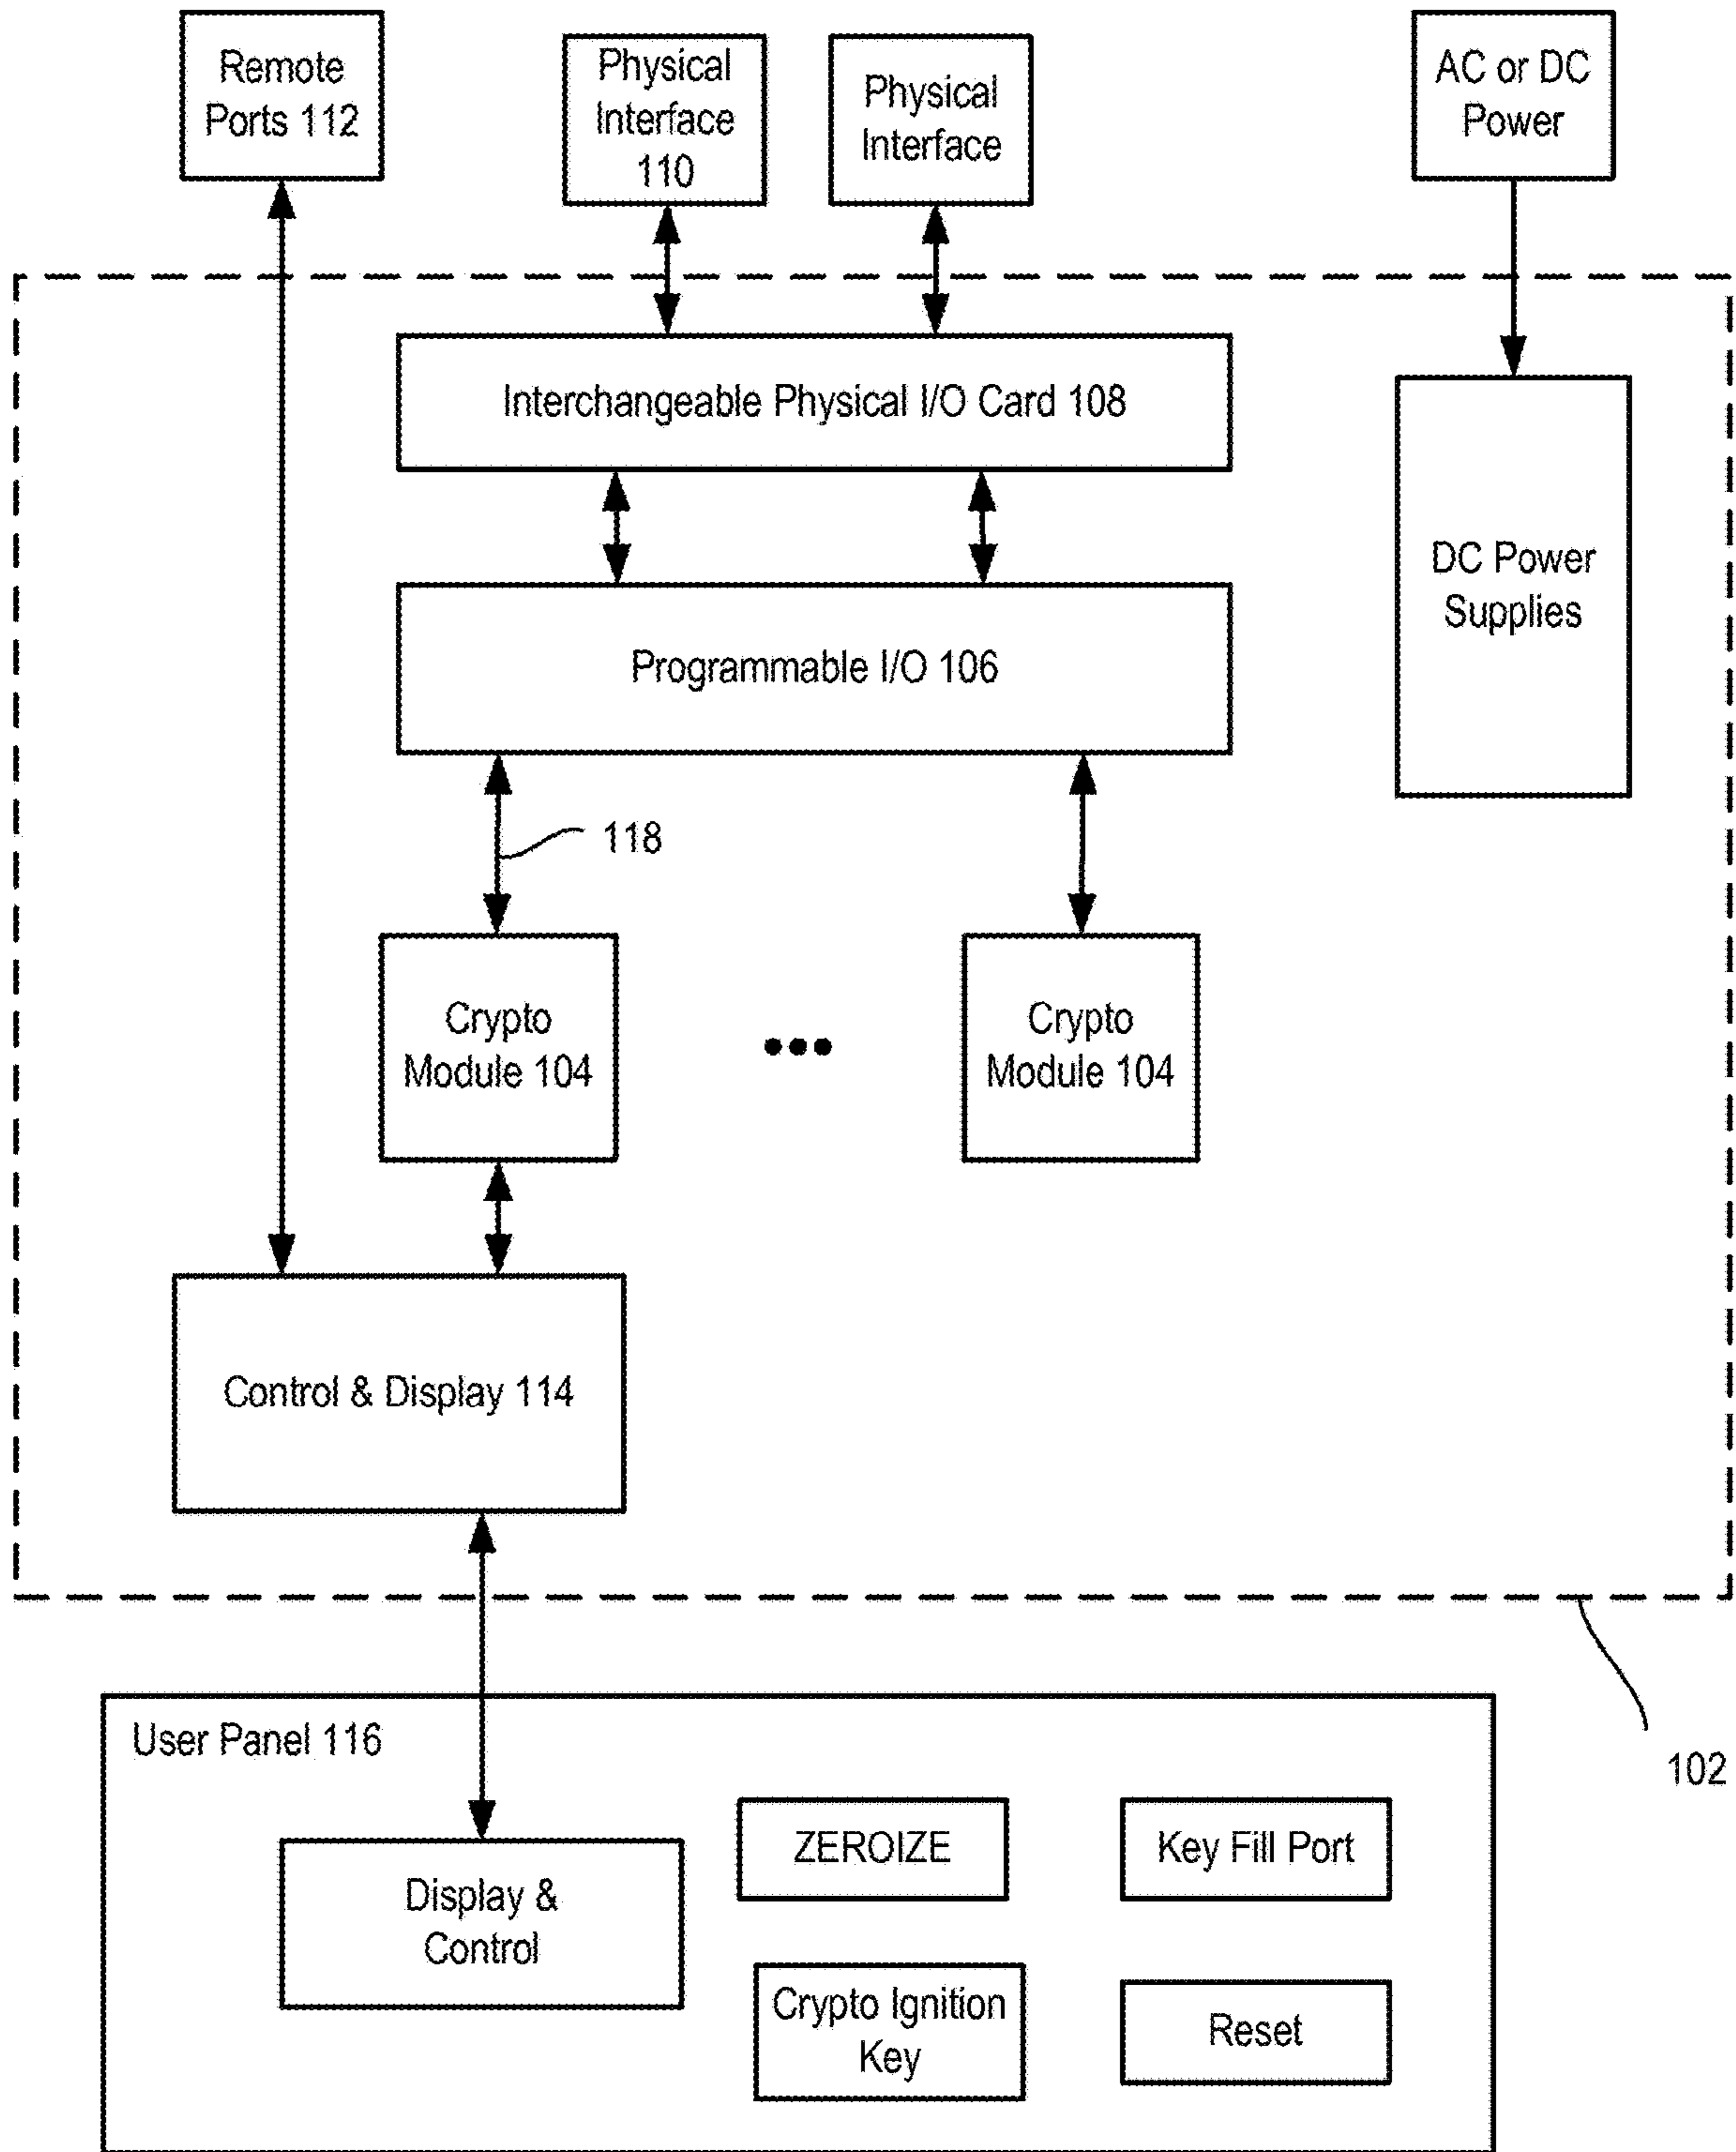 Remote
Ports 112
Physical
Interface
110
Physical
Interface
AC or DC
Power
Interchangeable Physical I/O Card 108
DC Power
Supplies
Programmable I/O 106
118
Crypto
Module 104
Crypto
Module 104
Control & Display 114
102
User Panel 116
ZEROIZE
Key Fill Port
Display &
Control
Crypto Ignition
Key
Reset